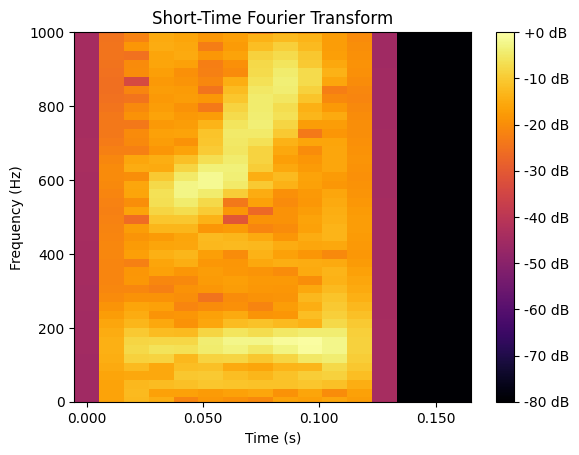 Short-Time Fourier Transform
1000
800
600
400
200
0
Frequency (Hz)
0.000
0.050
0.100
0.150
Time (s)
+0 dB
-10 dB
-20 dB
-30 dB
-40 dB
-50 dB
-60 dB
-70 dB
-80 dB